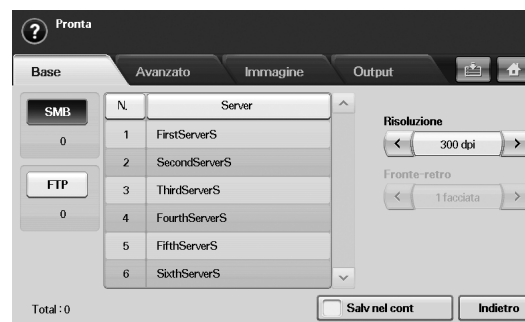 ? Pronta
Base Avanzato Immagine Output
SMB
0
FTP
0
N. Server
1 FirstServerS
2 SecondServerS
3 ThirdServerS
4 FourthServerS
5 FifthServerS
6 SixthServerS
Risoluzione
< 300 dpi >
Fronte-retro
< 1 facciata >
Total : 0
Salv nel cont
Indietro